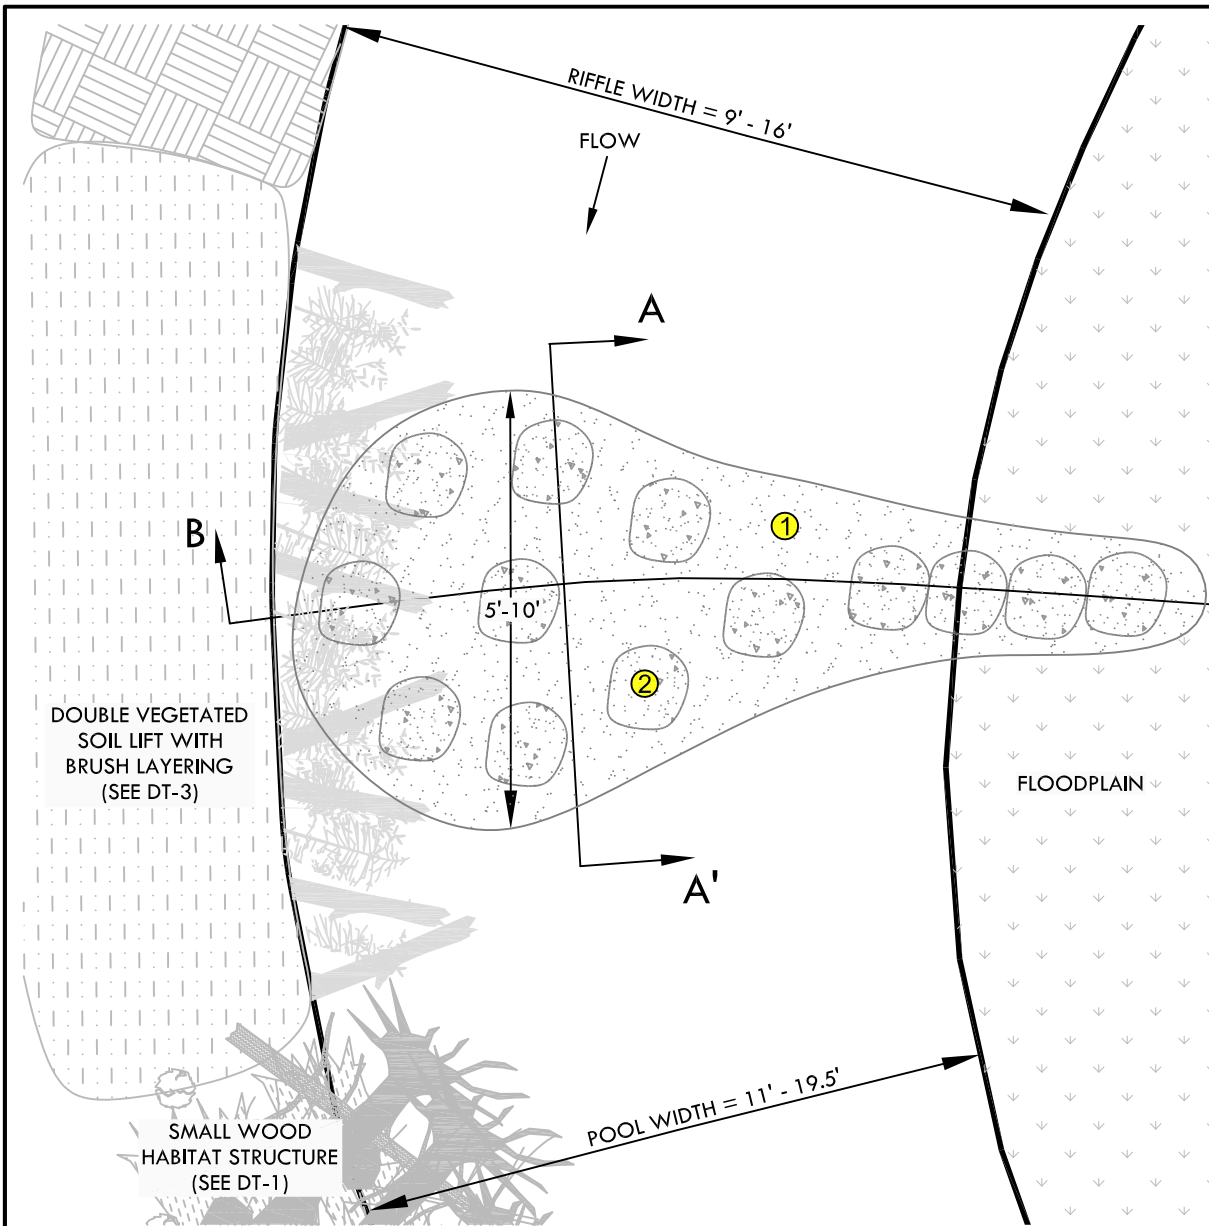 RIFFLE WIDTH = 9' - 16'
FLOW
A
1
B
5'-10'
2
DOUBLE VEGETATED
SOIL LIFT WITH
BRUSH LAYERING
(SEE DT-3)
FLOODPLAIN
A'
POOL WIDTH = 11' - 19.5'
SMALL WOOD
HABITAT STRUCTURE
(SEE DT-1)